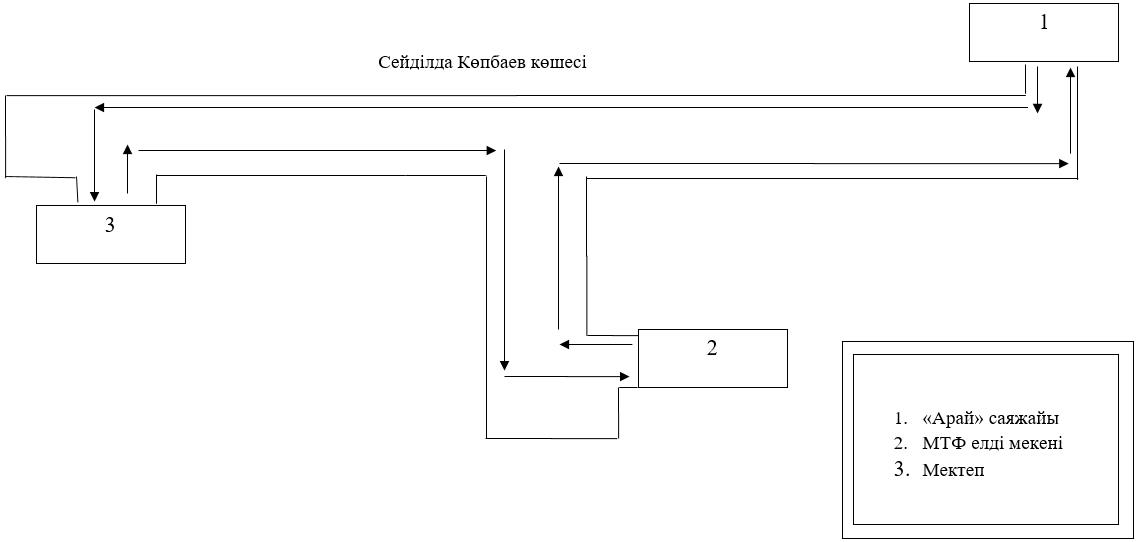 1
Сейділда Көпбаев көшесі
3
2
1. «Арай» саяжайы
2. МТФ елді мекені
3. Мектеп